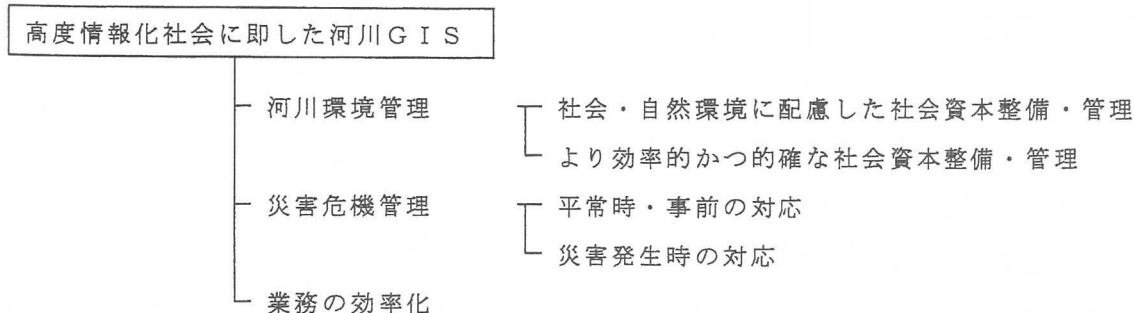 高度情報化社会に即した河川GIS
河川環境管理
社会・自然環境に配慮した社会資本整備・管理
より効率的かつ的確な社会資本整備・管理
災害危機管理
平常時・事前の対応
災害発生時の対応
業務の効率化